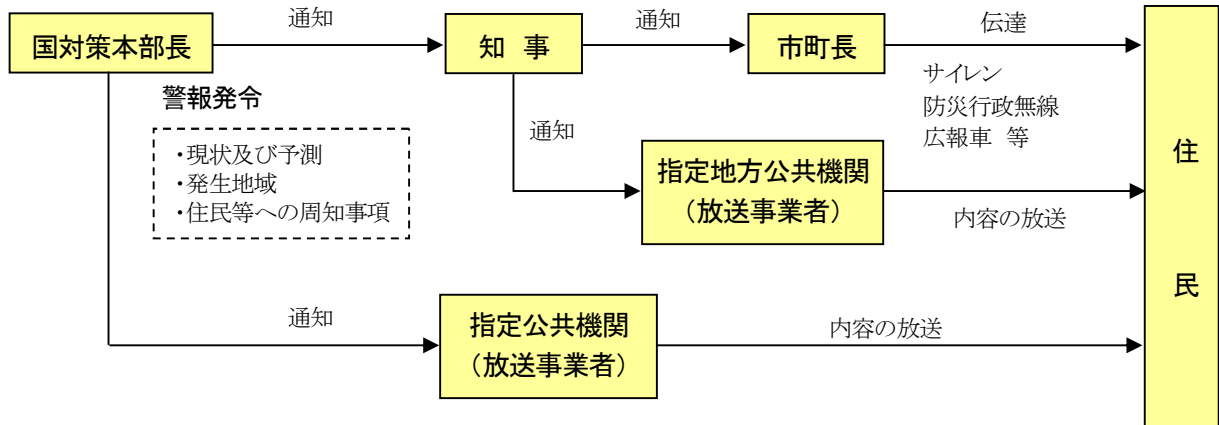 通知
通知
伝達
国対策本部長
知 事
市町長
警報発令
・現状及び予測
・発生地域
・住民等への周知事項
通知
サイレン
防災行政無線
広報車 等
指定地方公共機関
（放送事業者）
内容の放送
通知
指定公共機関
（放送事業者）
内容の放送
住
民